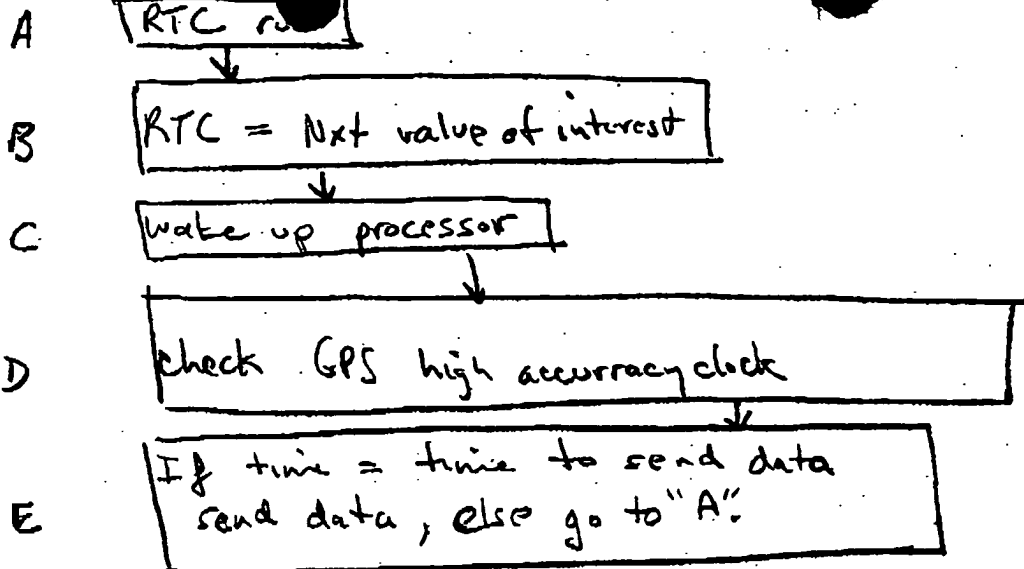 A RTC
B RTC = Nxt value of interest
C wake up processor
D check GPS high accurracy clock
E If time = time to send data
send data, else go to "A".